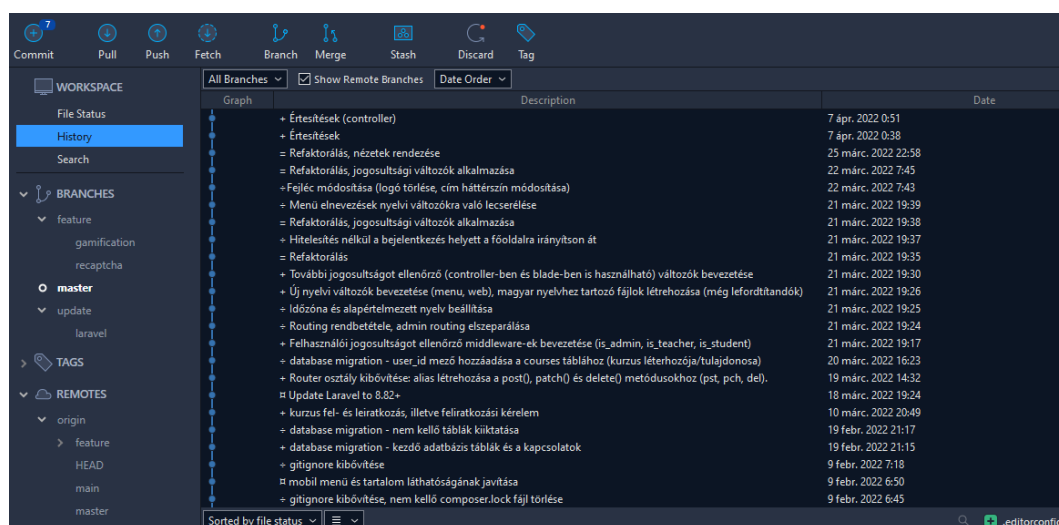 7
Commit Pull Push Fetch Branch Merge Stash Discard Tag
WORKSPACE
File Status
History
Search
BRANCHES
feature
gamification
recaptcha
master
update
laravel
TAGS
REMOTES
origin
feature
HEAD
main
master
All Branches Show Remote Branches Date Order
Graph Description Date
+ Értesítések (controller) 7 ápr. 2022 0:51
+ Értesítések 7 ápr. 2022 0:38
= Refaktorálás, nézetek rendezése 25 márc. 2022 22:58
= Refaktorálás, jogosultsági változók alkalmazása 22 márc. 2022 7:45
÷Fejléc módosítása (logó törlése, cím háttérszín módosítása) 22 márc. 2022 7:43
÷ Menü elnevezések nyelvi változókra való lecserélése 21 márc. 2022 19:39
= Refaktorálás, jogosultsági változók alkalmazása 21 márc. 2022 19:38
÷ Hitelesítés nélkül a bejelentkezés helyett a főoldalra irányítson át 21 márc. 2022 19:37
= Refaktorálás 21 márc. 2022 19:35
+ További jogosultságot ellenőrző (controller-ben és blade-ben is használható) változók bevezetése 21 márc. 2022 19:30
+ Új nyelvi változók bevezetése (menu, web), magyar nyelvhez tartozó fájlok létrehozása (még lefordtítandók) 21 márc. 2022 19:26
÷ Időzóna és alapértelmezett nyelv beállítása 21 márc. 2022 19:25
÷ Routing rendbetétele, admin routing elszeparálása 21 márc. 2022 19:24
+ Felhasználói jogosultságot ellenőrző middleware-ek bevezetése (is_admin, is_teacher, is_student) 21 márc. 2022 19:17
÷ database migration - user_id mező hozzáadása a courses táblához (kurzus léterhozója/tulajdonosa) 20 márc. 2022 16:23
+ Router osztály kibővítése: alias létrehozása a post(), patch() és delete() metódusokhoz (pst, pch, del). 19 márc. 2022 14:32
¤ Update Laravel to 8.82+ 18 márc. 2022 19:24
+ kurzus fel- és leiratkozás, illetve feliratkozási kérelem 10 márc. 2022 20:49
÷ database migration - nem kellő táblák kiiktatása 19 febr. 2022 21:17
+ database migration - kezdő adatbázis táblák és a kapcsolatok 19 febr. 2022 21:15
÷ gitignore kibővítése 9 febr. 2022 7:18
¤ mobil menü és tartalom láthatóságának javítása 9 febr. 2022 6:50
÷ gitignore kibővítése, nem kellő composer.lock fájl törlése 9 febr. 2022 6:45
Sorted by file status .editorconfig